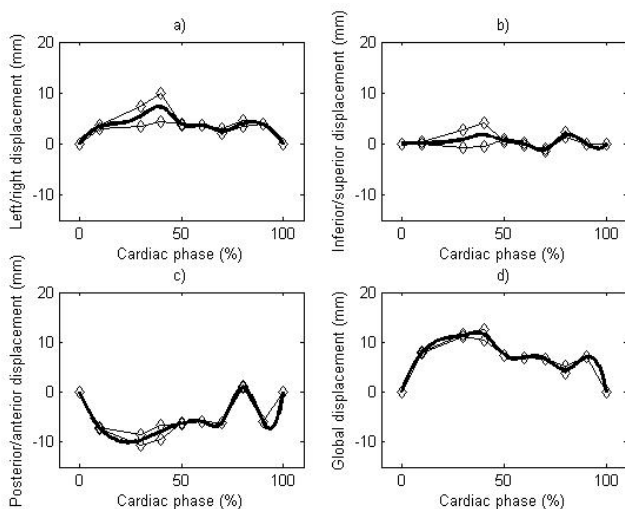 a)
20
10
0
-10
0
50
100
Left/right displacement (mm)
Cardiac phase (%)
b)
20
10
0
-10
0
50
100
Inferior/superior displacement (mm)
Cardiac phase (%)
c)
20
10
0
-10
0
50
100
Posterior/anterior displacement (mm)
Cardiac phase (%)
d)
20
10
0
-10
0
50
100
Global displacement (mm)
Cardiac phase (%)